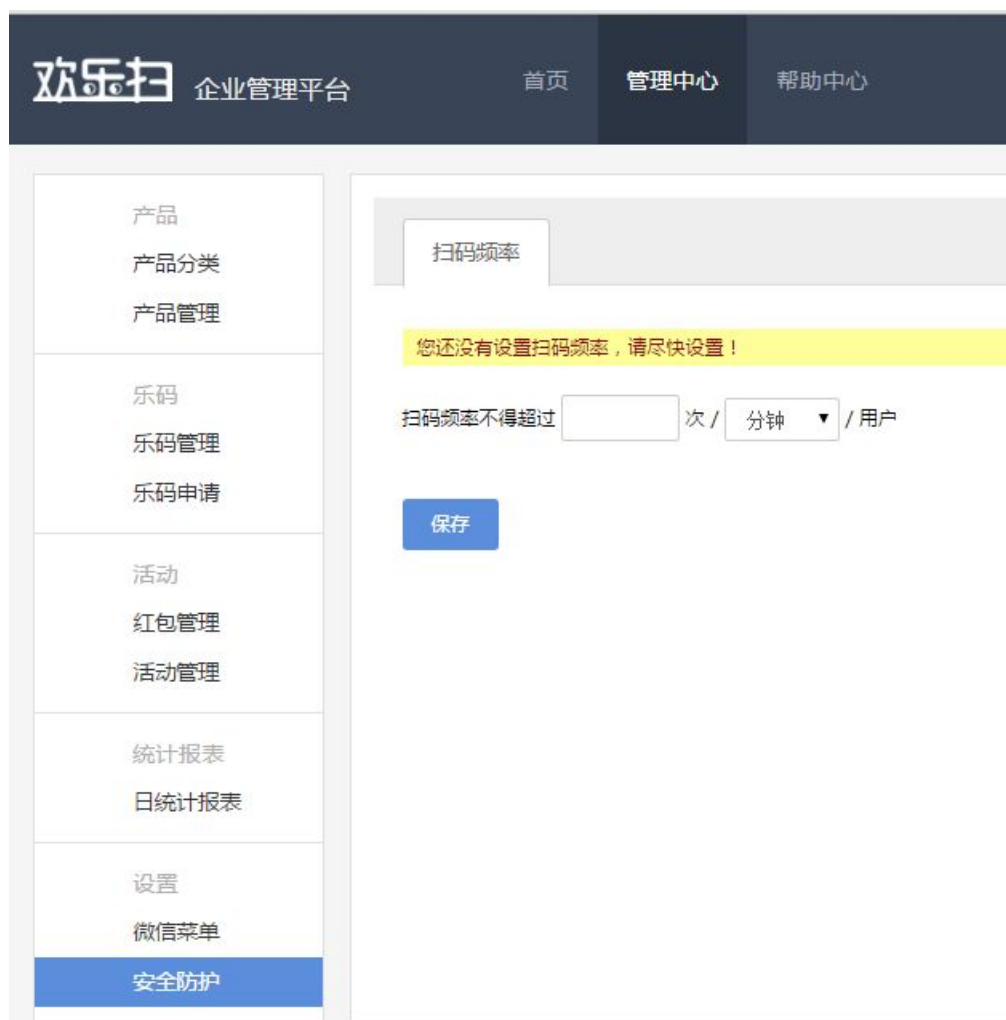 欢乐扫 企业管理平台 首页 管理中心 帮助中心
产品
产品分类
产品管理
乐码
乐码管理
乐码申请
活动
红包管理
活动管理
统计报表
日统计报表
设置
微信菜单
安全防护
扫码频率
您还没有设置扫码频率，请尽快设置！
扫码频率不得超过 次 / 分钟 ▼ / 用户
保存